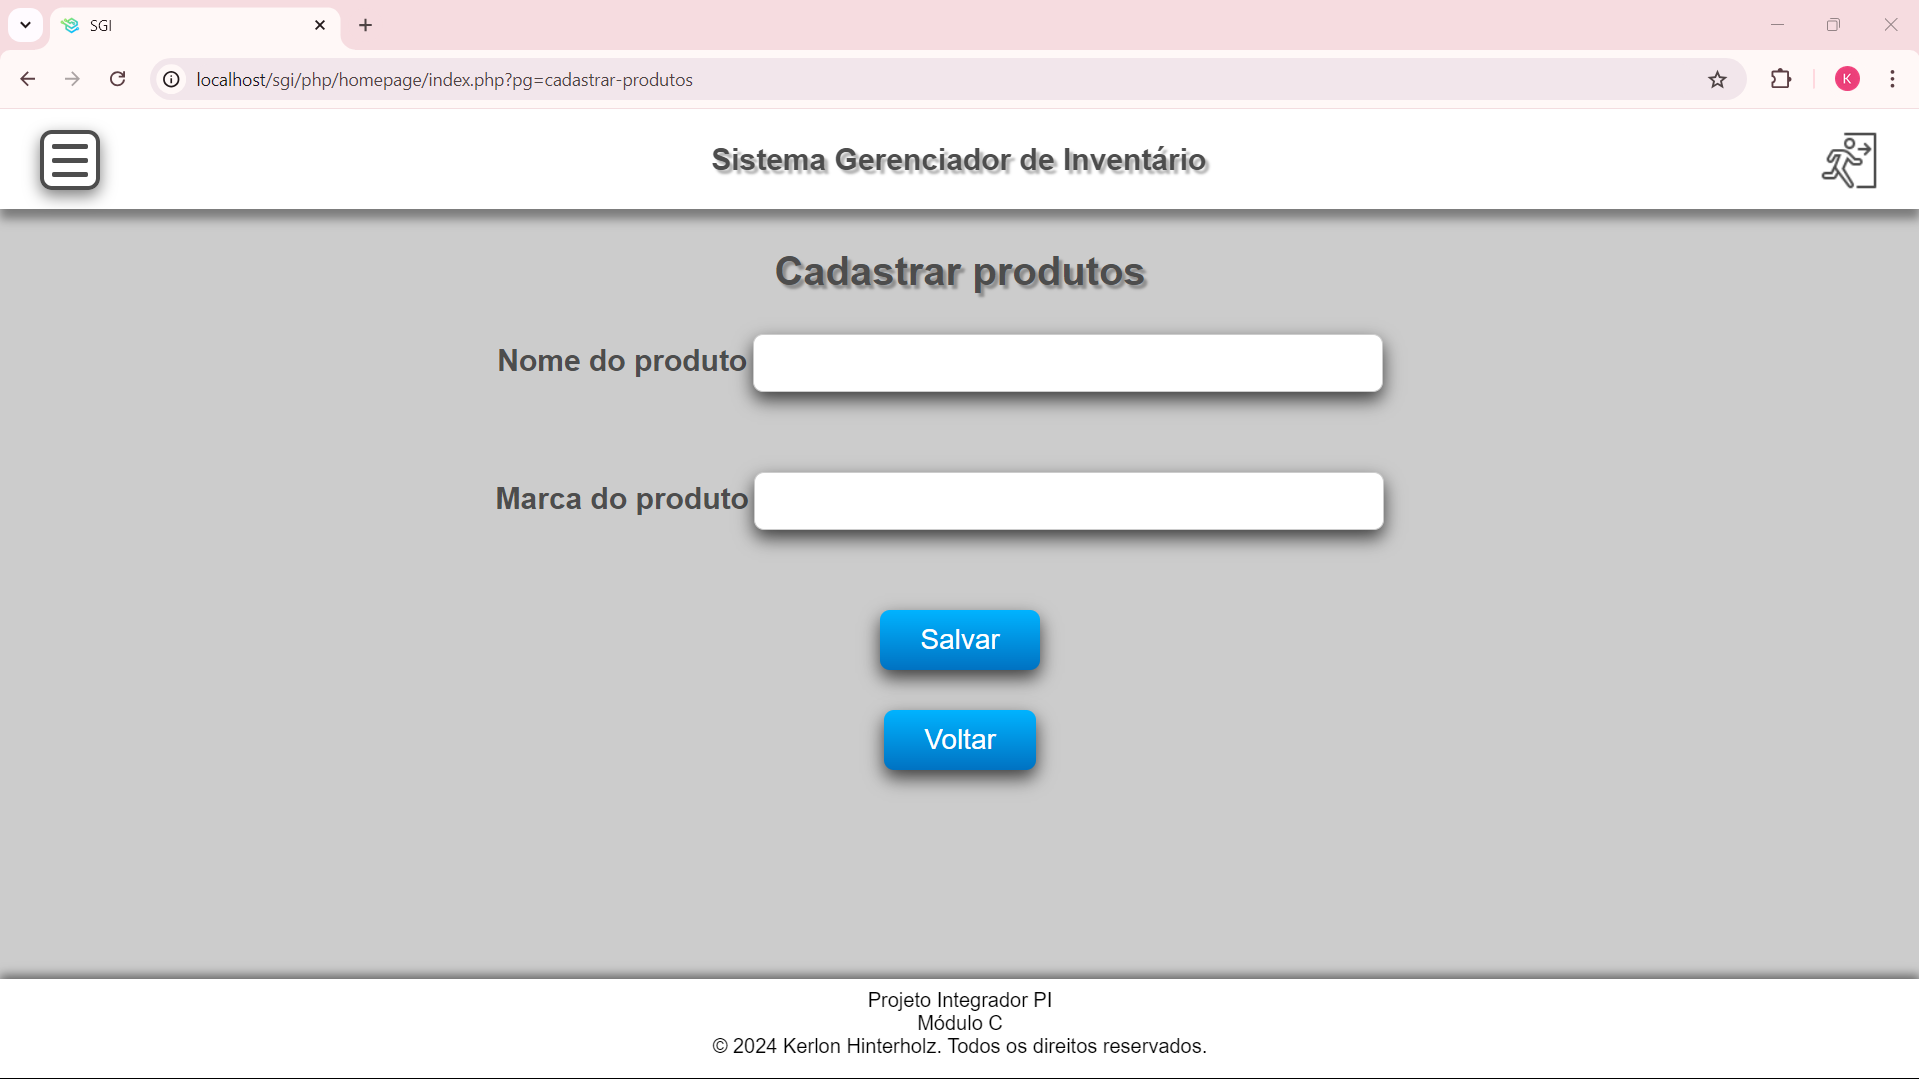 SGI
localhost/sgi/php/homepage/index.php?pg=cadastrar-produtos
K
Sistema Gerenciador de Inventário
Cadastrar produtos
Nome do produto
Marca do produto
Salvar
Voltar
Projeto Integrador PI
Módulo C
© 2024 Kerlon Hinterholz. Todos os direitos reservados.